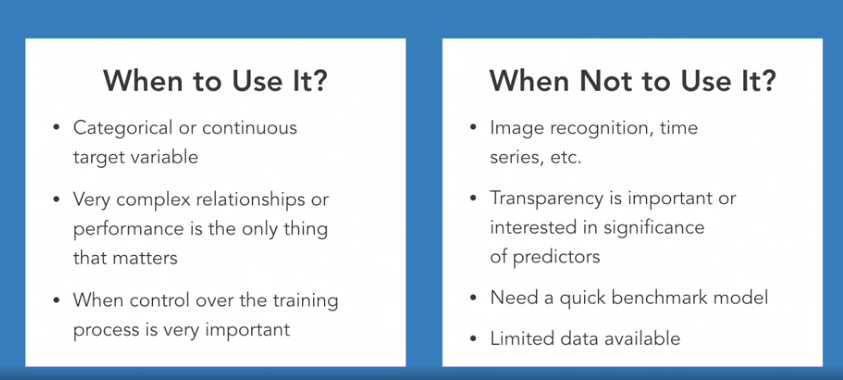 When to Use It?
• Categorical or continuous
target variable
• Very complex relationships or
performance is the only thing
that matters
• When control over the training
process is very important
When Not to Use It?
• Image recognition, time
series, etc.
• Transparency is important or
interested in significance
of predictors
• Need a quick benchmark model
• Limited data available